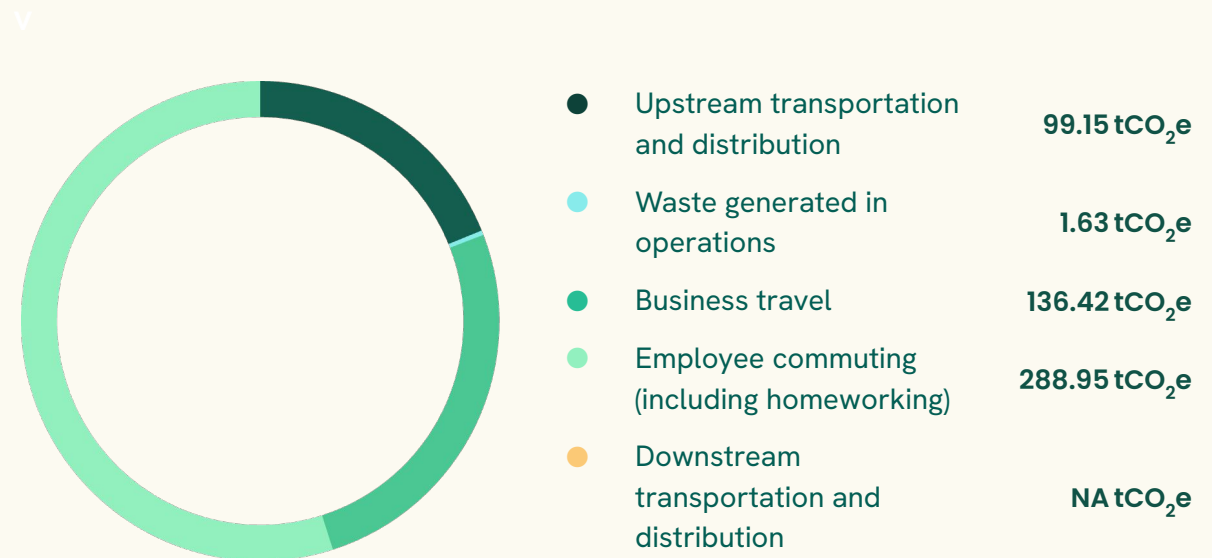 V
Upstream transportation
and distribution
99.15 tCO₂e
Waste generated in
operations
1.63 tCO₂e
Business travel
136.42 tCO₂e
Employee commuting
(including homeworking)
288.95 tCO₂e
Downstream
transportation and
distribution
NA tCO₂e